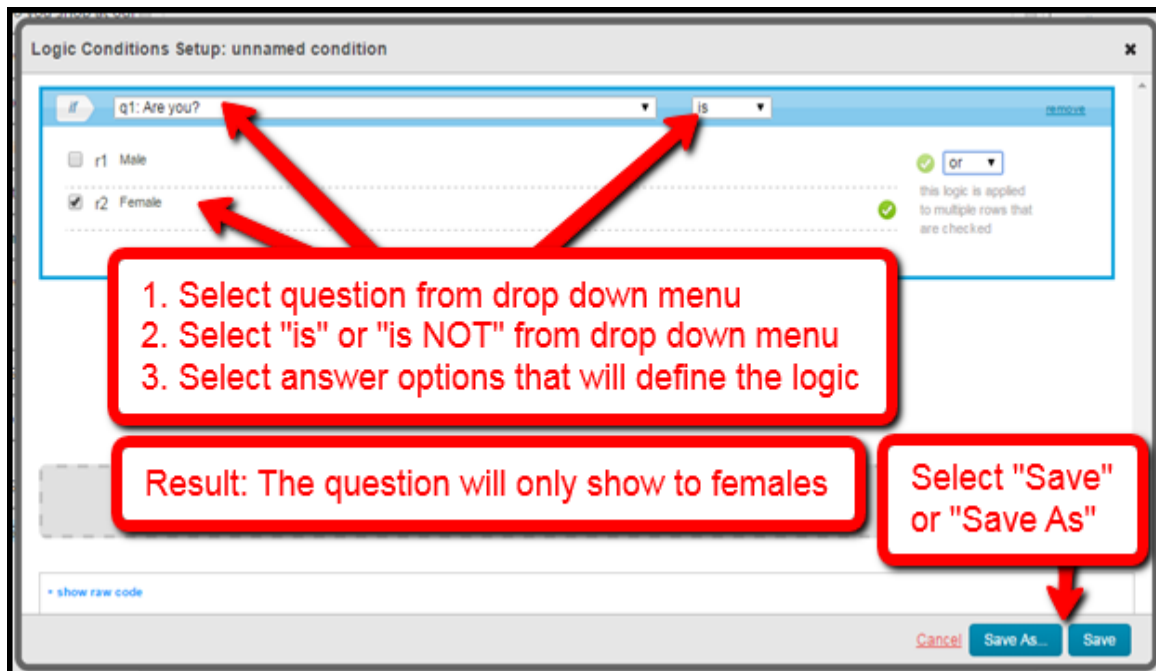 Logic Conditions Setup: unnamed condition
if q1: Are you? is remove
r1 Male
or
r2 Female
this logic is applied
to multiple rows that
are checked
1. Select question from drop down menu
2. Select "is" or "is NOT" from drop down menu
3. Select answer options that will define the logic
Result: The question will only show to females
Select "Save"
or "Save As"
+ show raw code
Cancel Save As... Save